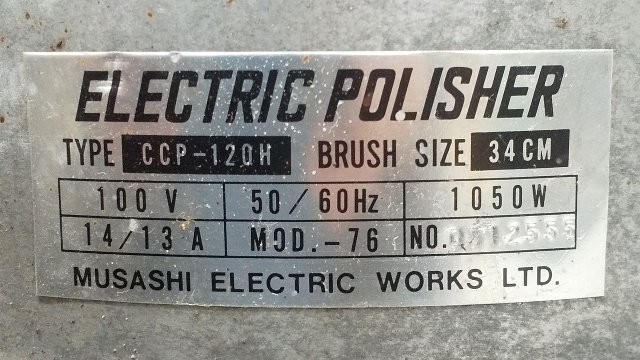 ELECTRIC POLISHER
TYPE CCP-120H BRUSH SIZE 34CM
100 V 50/60Hz 1050W
14/13 A MOD.-76 NO.
MUSASHI ELECTRIC WORKS LTD.